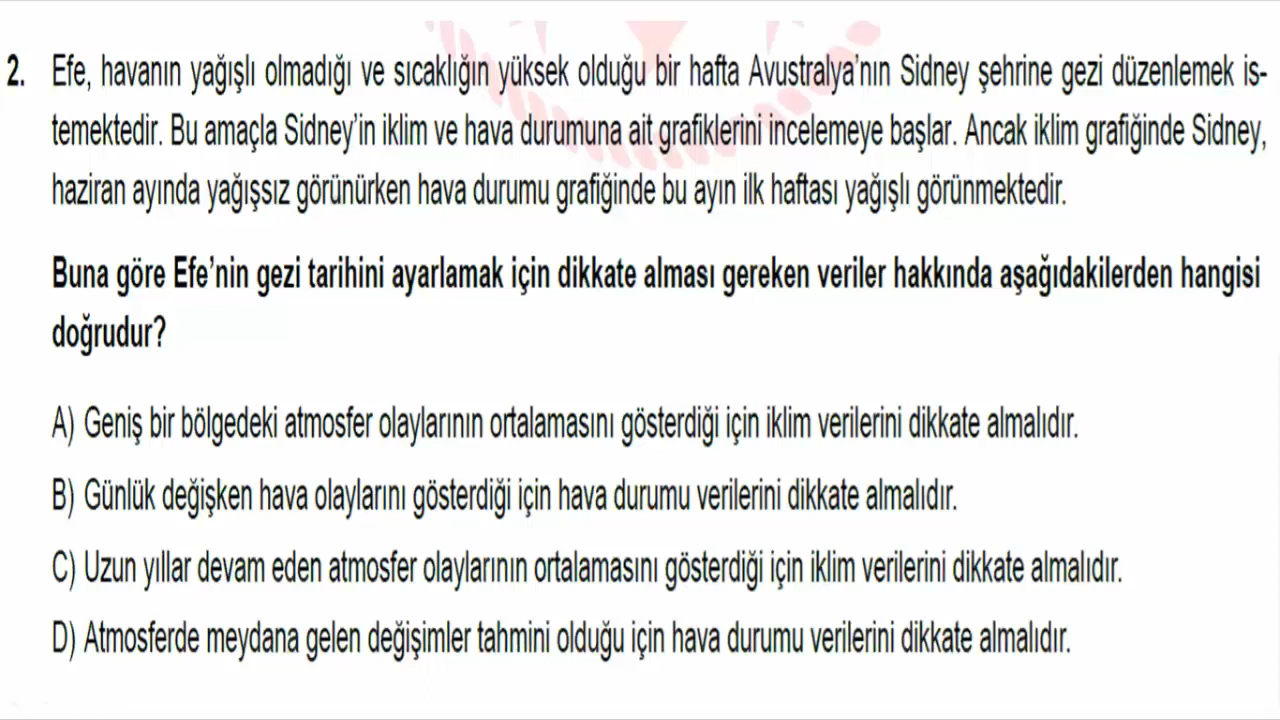 2. Efe, havanın yağışlı olmadığı ve sıcaklığın yüksek olduğu bir hafta Avustralya’nın Sidney şehrine gezi düzenlemek is-
temektedir. Bu amaçla Sidney’in iklim ve hava durumuna ait grafiklerini incelemeye başlar. Ancak iklim grafiğinde Sidney,
haziran ayında yağışsız görünürken hava durumu grafiğinde bu ayın ilk haftası yağışlı görünmektedir.
Buna göre Efe’nin gezi tarihini ayarlamak için dikkate alması gereken veriler hakkında aşağıdakilerden hangisi
doğrudur?
A) Geniş bir bölgedeki atmosfer olaylarının ortalamasını gösterdiği için iklim verilerini dikkate almalıdır.
B) Günlük değişken hava olaylarını gösterdiği için hava durumu verilerini dikkate almalıdır.
C) Uzun yıllar devam eden atmosfer olaylarının ortalamasını gösterdiği için iklim verilerini dikkate almalıdır.
D) Atmosferde meydana gelen değişimler tahmini olduğu için hava durumu verilerini dikkate almalıdır.